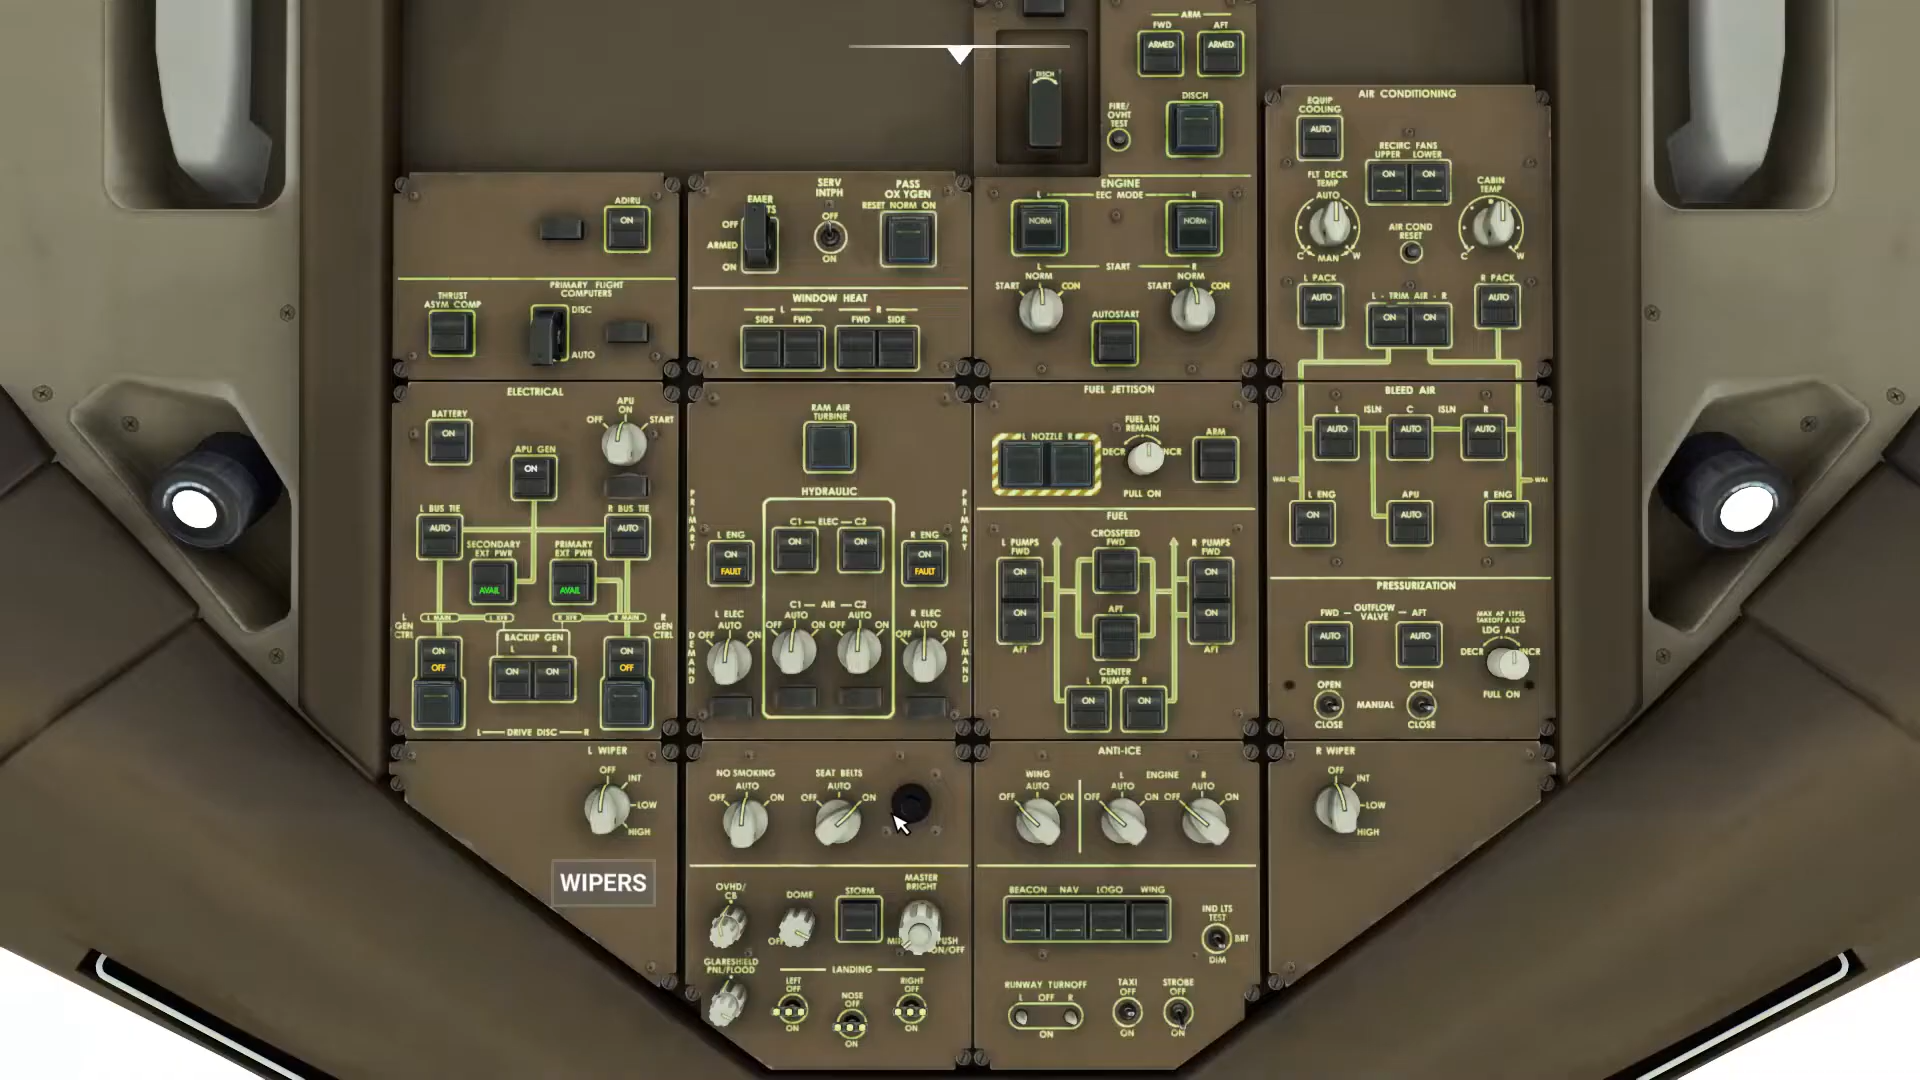 ARM
FWD AFT
ARMED ARMED
DISCH
DISCH
FIRE/
OVHT
TEST
ADIRU
ON
THRUST
ASYM COMP
PRIMARY FLIGHT
COMPUTERS
DISC
AUTO
EMER
OFF
ARMED
ON
SERV
INTPH
OFF
ON
PASS
OXYGEN
RESET NORM ON
WINDOW HEAT
L R
SIDE FWD FWD SIDE
ENGINE
L EEC MODE R
NORM NORM
L START R
NORM NORM
START CON START CON
AUTOSTART
AIR CONDITIONING
EQUIP
COOLING
AUTO
RECIRC FANS
UPPER LOWER
ON ON
FLT DECK
TEMP
AUTO
C MAN W
CABIN
TEMP
C W
AIR COND
RESET
L PACK R PACK
AUTO AUTO
L - TRIM AIR - R
ON ON
ELECTRICAL
BATTERY
ON
APU
ON
OFF START
APU GEN
ON
L BUS TIE R BUS TIE
AUTO AUTO
SECONDARY
EXT PWR
AVAIL
PRIMARY
EXT PWR
AVAIL
L MAIN L XFR R XFR R MAIN
L
GEN
CTRL
R
GEN
CTRL
BACKUP GEN
L R
ON ON
ON
OFF
ON
OFF
L DRIVE DISC R
RAM AIR
TURBINE
HYDRAULIC
PRIMARY PRIMARY
C1 ELEC C2
L ENG R ENG
ON ON ON ON
FAULT FAULT
C1 AIR C2
L ELEC R ELEC
AUTO AUTO AUTO AUTO
OFF ON OFF ON OFF ON OFF ON
DEMAND DEMAND
FUEL JETTISON
L NOZZLE R
FUEL TO
REMAIN
DECR INCR
PULL ON
ARM
FUEL
L PUMPS
FWD
ON
ON
AFT
CROSSFEED
FWD
AFT
R PUMPS
FWD
ON
ON
AFT
CENTER
L PUMPS R
ON ON
BLEED AIR
L ISLN C ISLN R
AUTO AUTO AUTO
WAI WAI
L ENG APU R ENG
ON AUTO ON
PRESSURIZATION
FWD OUTFLOW VALVE AFT
AUTO AUTO
LDG ALT
DECR INCR
PULL ON
OPEN OPEN
MANUAL
CLOSE CLOSE
L WIPER
OFF
INT
LOW
HIGH
WIPERS
NO SMOKING SEAT BELTS
AUTO AUTO
OFF ON OFF ON
ANTI-ICE
WING L ENGINE R
AUTO AUTO AUTO
OFF ON OFF ON OFF ON
R WIPER
OFF
INT
LOW
HIGH
OVHD/
CB
DOME
STORM
MASTER
BRIGHT
PUSH
ON/OFF
GLARESHIELD
PNL/FLOOD
LANDING
LEFT
OFF
ON
NOSE
OFF
ON
RIGHT
OFF
ON
BEACON NAV LOGO WING
IND LTS
TEST
BRT
DIM
RUNWAY TURNOFF
L OFF R
ON
TAXI
OFF
ON
STROBE
OFF
ON